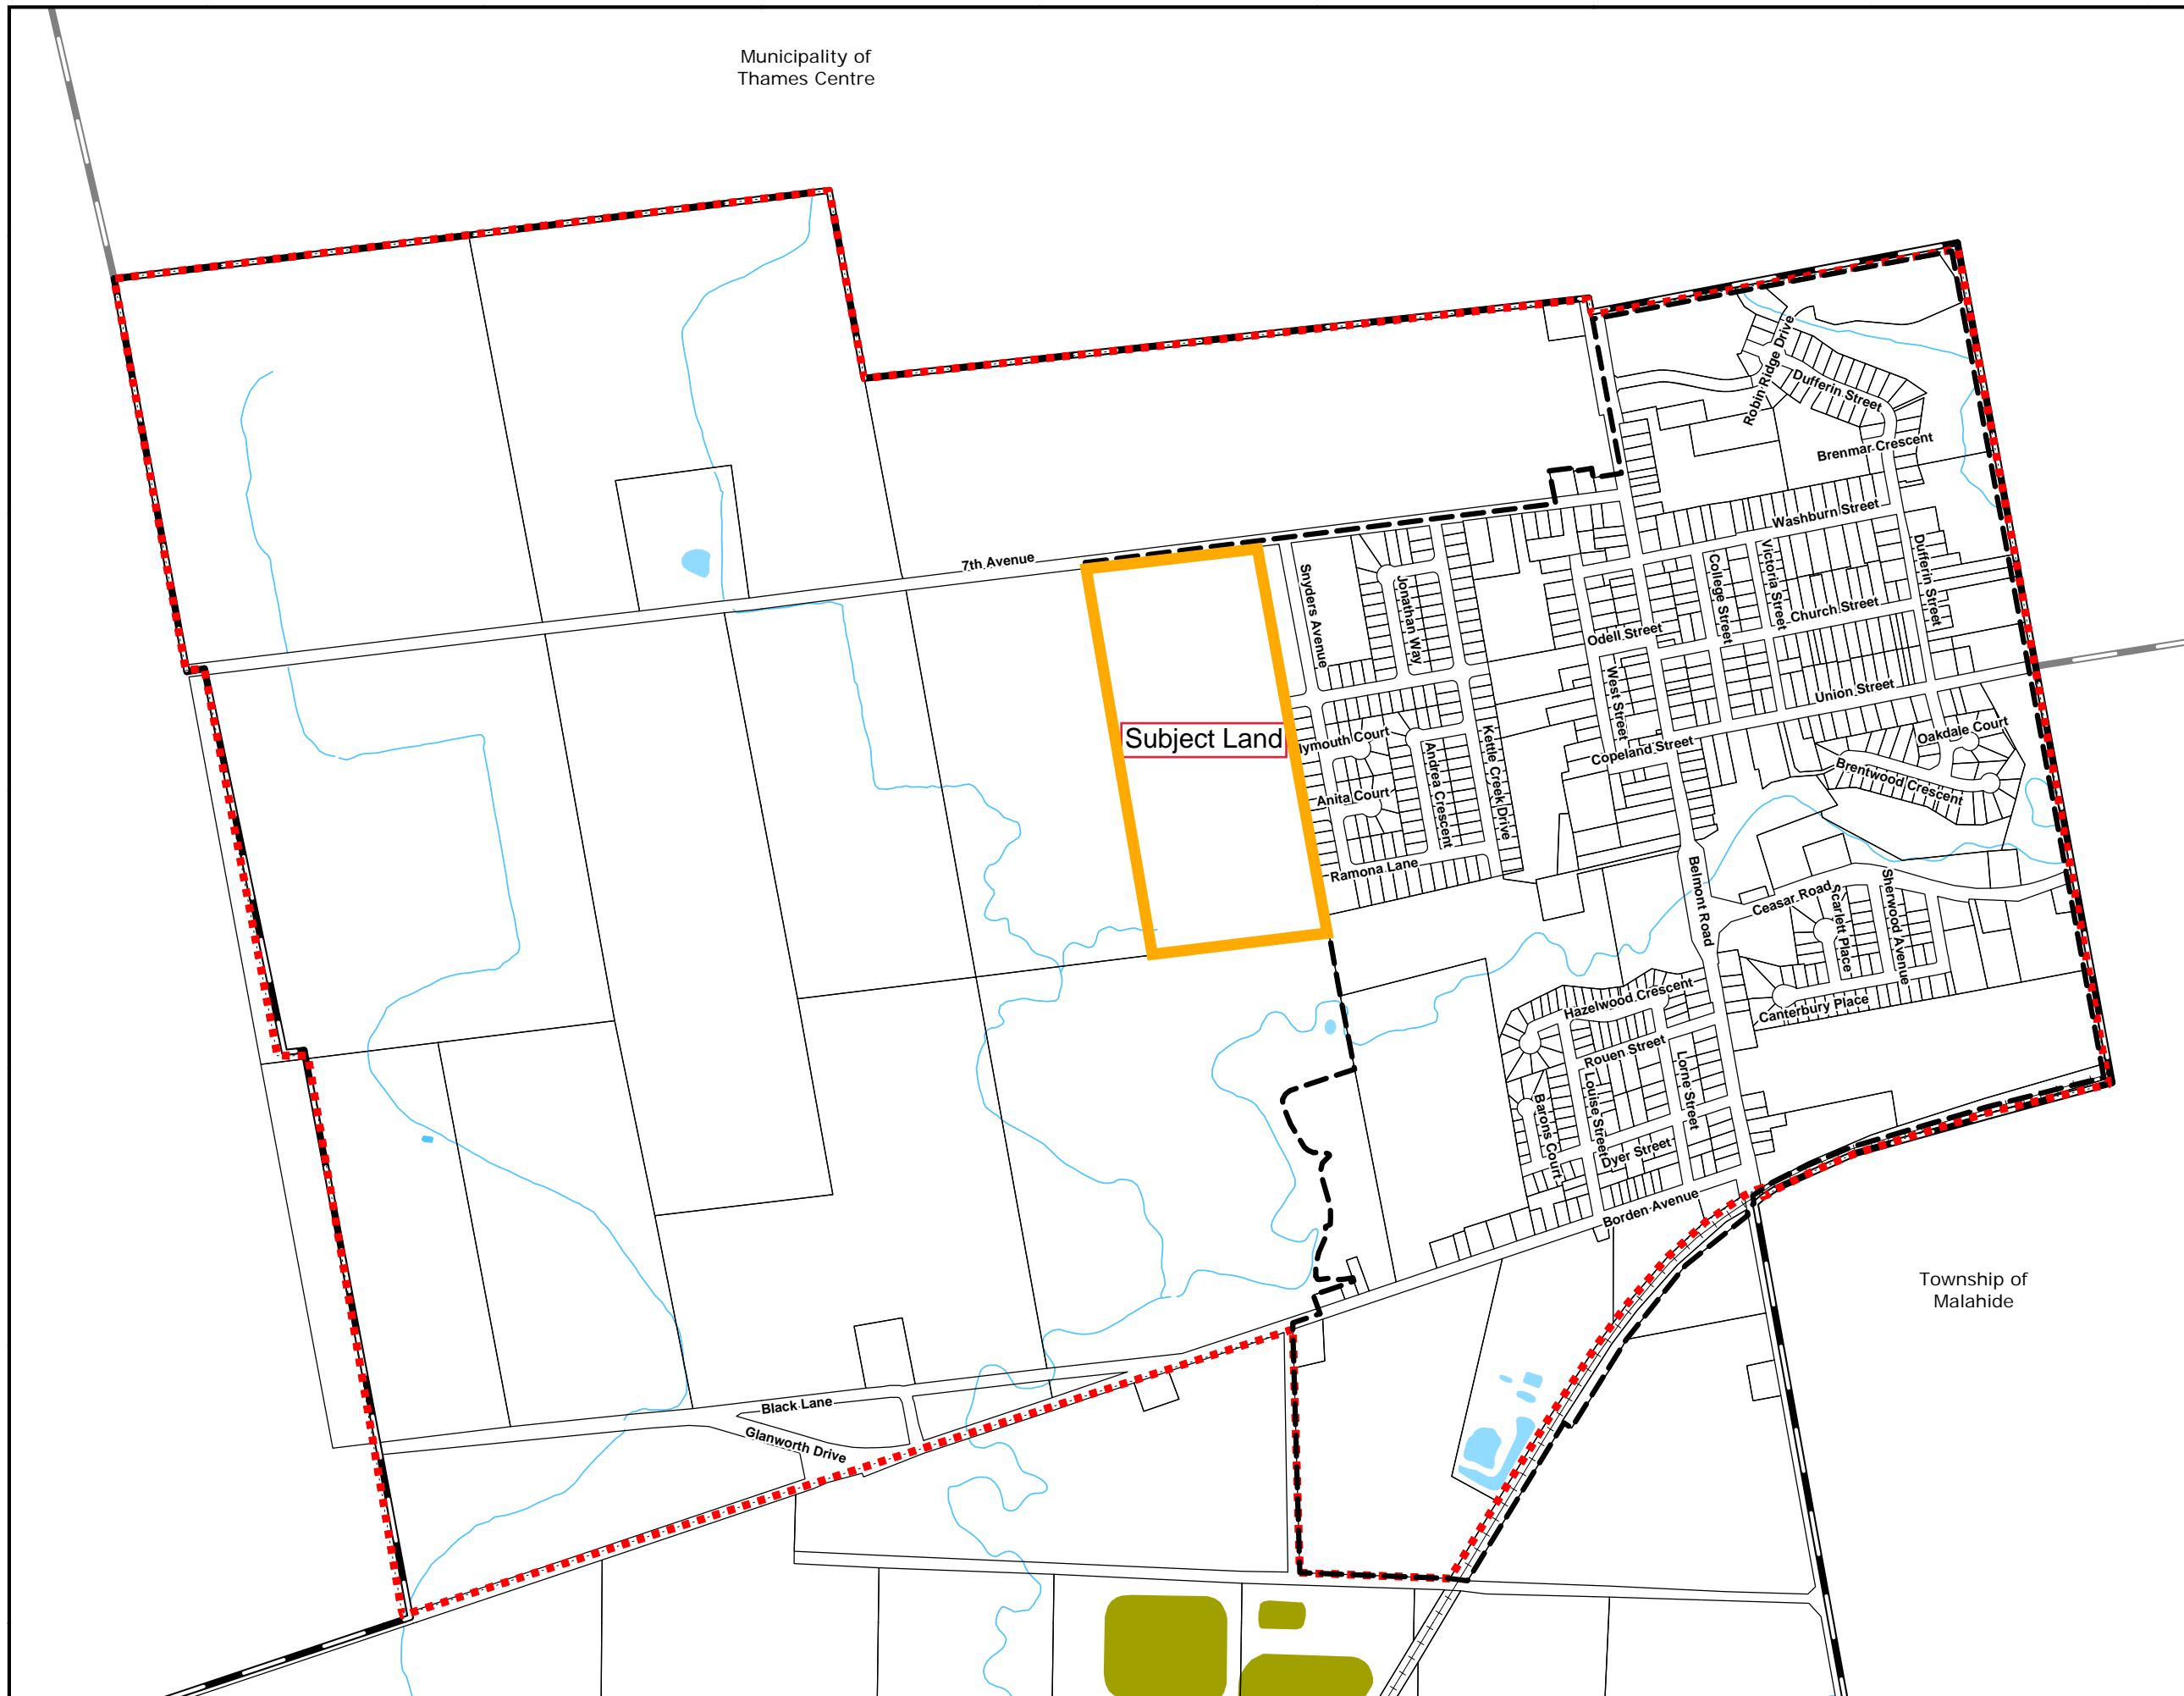 Municipality of
Thames Centre
Robin Ridge Drive
Dufferin Street
Brenmar Crescent
Washburn Street
7th Avenue
Snyders Avenue
Jonathan Way
College Street
Victoria Street
Church Street
Dufferin Street
Odell Street
West Street
Union Street
Subject Land
lymouth Court
Kettle Creek Drive
Copeland Street
Oakdale Court
Andrea Crescent
Brentwood Crescent
Anita Court
Ramona Lane
Belmont Road
Ceasar Road
Scarlett Place
Sherwood Avenue
Hazelwood Crescent
Canterbury Place
Rouen Street
Lorne Street
Louise Street
Barons Court
Dyer Street
Borden Avenue
Township of
Malahide
Black Lane
Glanworth Drive